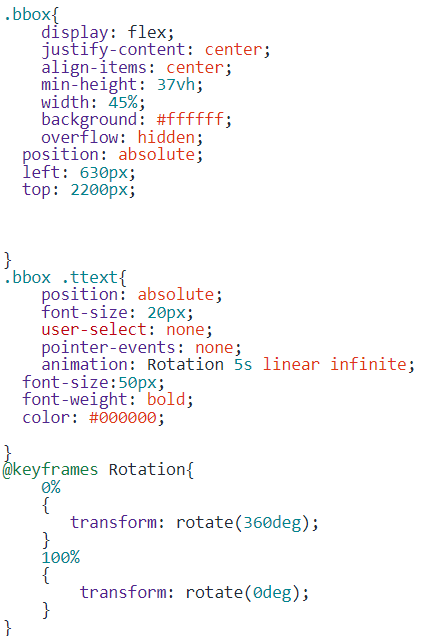 .bbox{
display: flex;
justify-content: center;
align-items: center;
min-height: 37vh;
width: 45%;
background: #ffffff;
overflow: hidden;
position: absolute;
left: 630px;
top: 2200px;
}
.bbox .ttext{
position: absolute;
font-size: 20px;
user-select: none;
pointer-events: none;
animation: Rotation 5s linear infinite;
font-size:50px;
font-weight: bold;
color: #000000;
}
@keyframes Rotation{
0%
{
transform: rotate(360deg);
}
100%
{
transform: rotate(0deg);
}
}